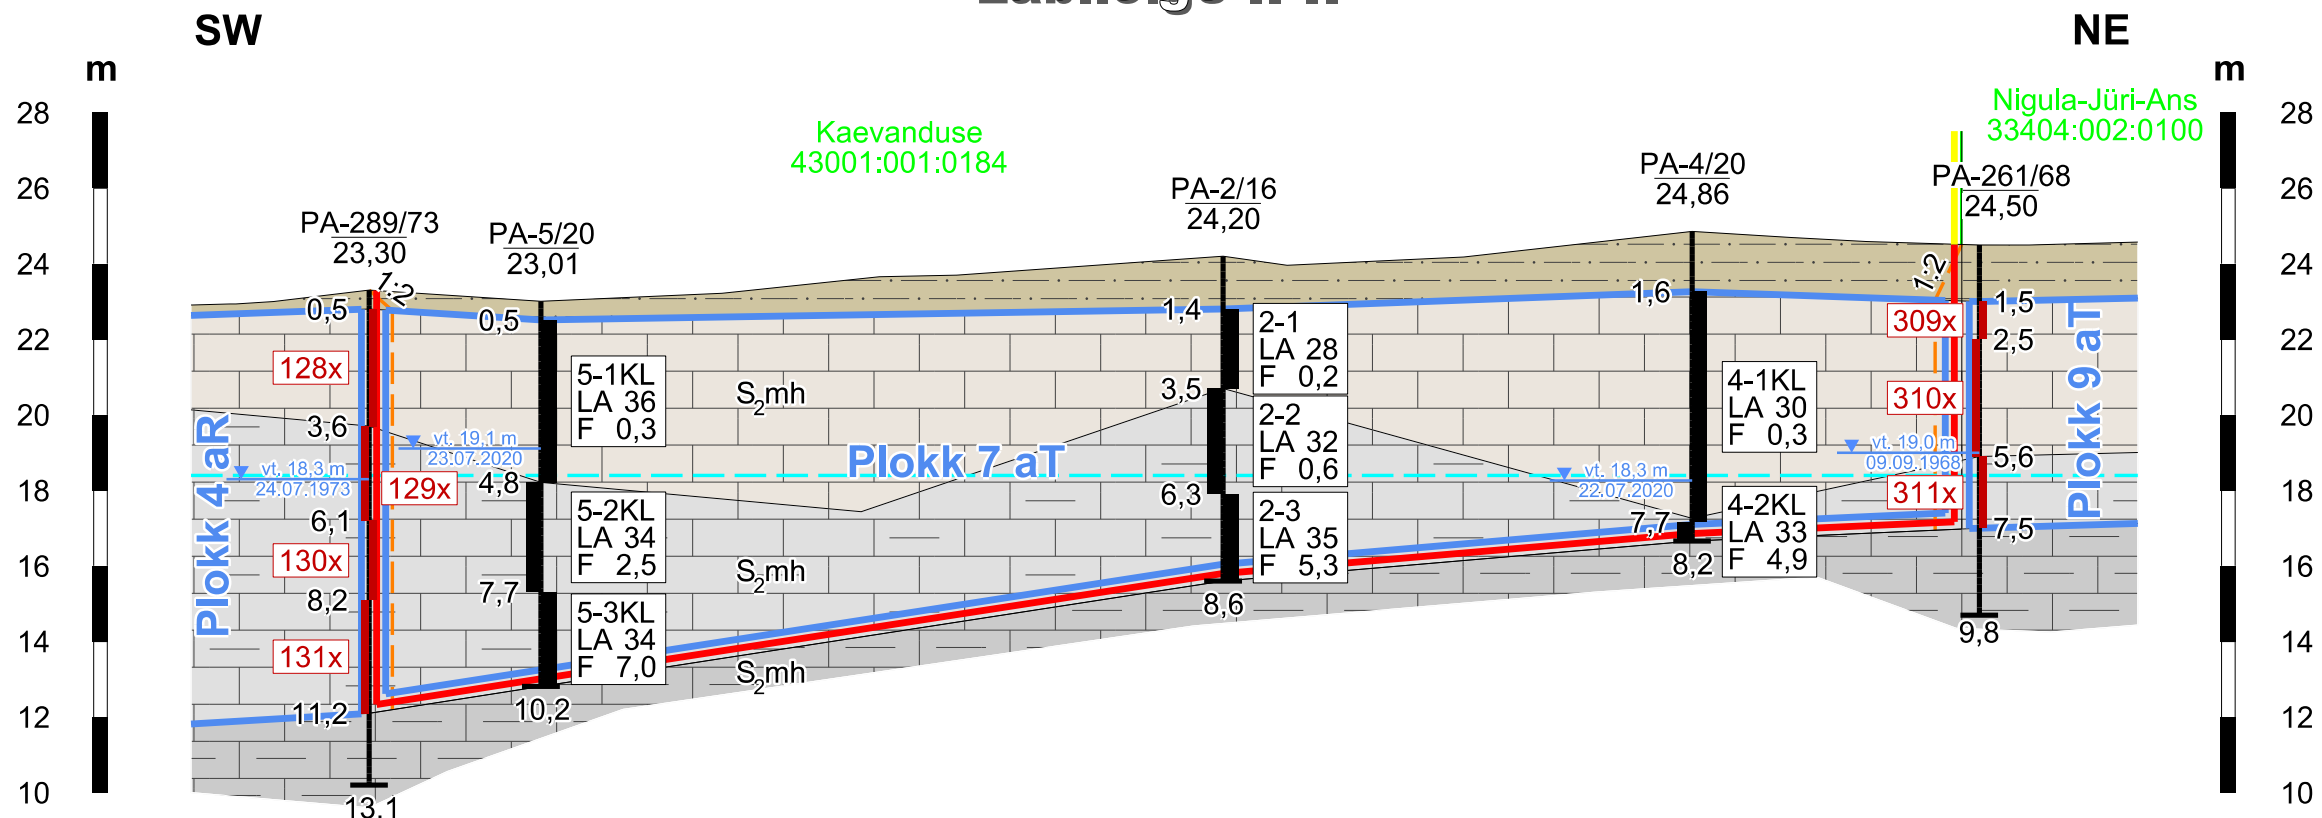 SW
NE
m
m
28
26
24
22
20
18
16
14
12
10
28
26
24
22
20
18
16
14
12
10
Kaevanduse
43001:001:0184
Nigula-Jüri-Ans
33404:002:0100
PA-289/73
23,30
PA-5/20
23,01
PA-2/16
24,20
PA-4/20
24,86
PA-261/68
24,50
1:2
1:2
0,5
3,6
6,1
8,2
11,2
13,1
128x
129x
130x
131x
0,5
4,8
7,7
10,2
5-1KL
LA 36
F 0,3
5-2KL
LA 34
F 2,5
5-3KL
LA 34
F 7,0
S₂mh
S₂mh
S₂mh
1,4
3,5
6,3
8,6
2-1
LA 28
F 0,2
2-2
LA 32
F 0,6
2-3
LA 35
F 5,3
1,6
7,7
8,2
4-1KL
LA 30
F 0,3
4-2KL
LA 33
F 4,9
309x
310x
311x
1,5
2,5
5,6
7,5
9,8
vt. 18,3 m
24.07.1973
vt. 19,1 m
23.07.2020
vt. 18,3 m
22.07.2020
vt. 19,0 m
09.09.1968
Plokk 4 aR
Plokk 7 aT
Plokk 9 aT